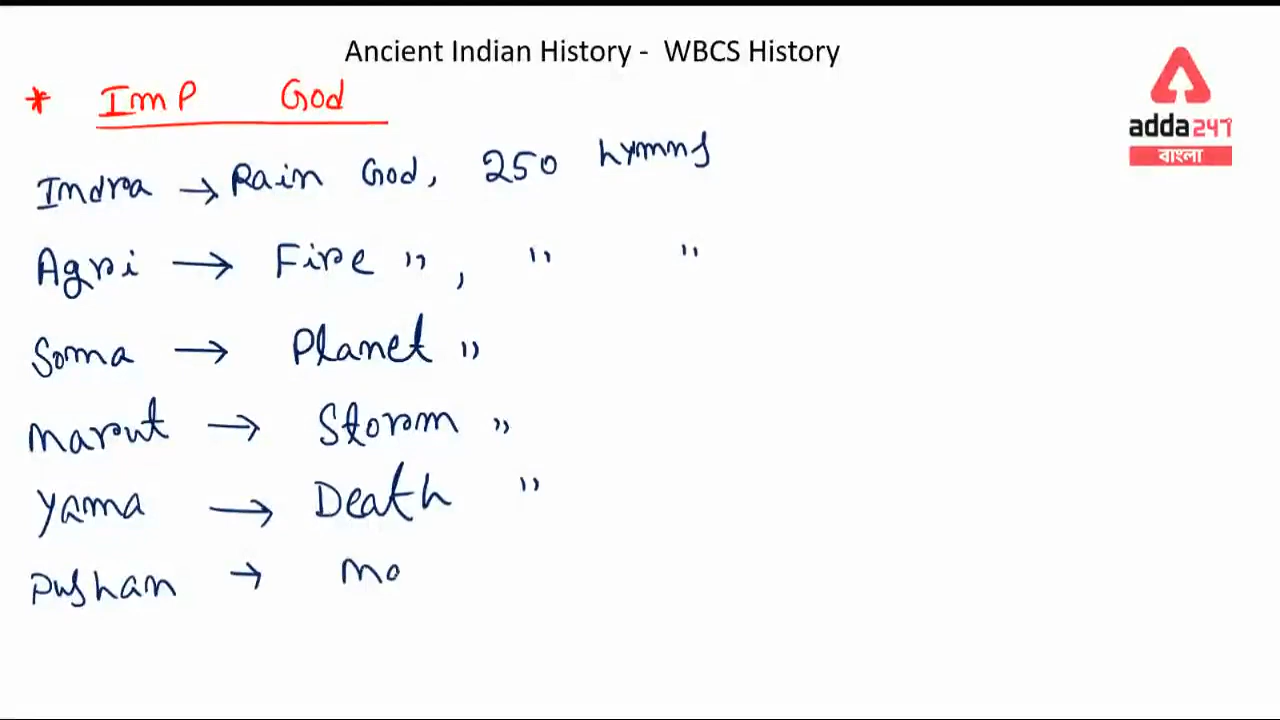 Ancient Indian History - WBCS History
* Imp God
adda247
বাংলা
Indra → Rain God, 250 hymns
Agni → Fire ", " "
Soma → Planet "
Marut → Storm "
Yama → Death "
Pushan → Mo